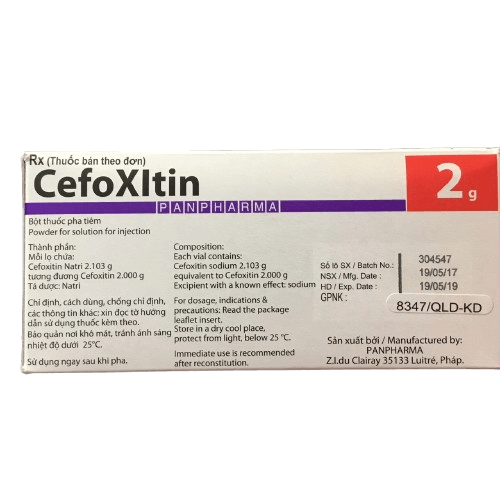 Rx (Thuốc bán theo đơn)
CefoXItin
2 g
PANPHARMA
Bột thuốc pha tiêm
Powder for solution for injection
Thành phần:
Mỗi lọ chứa:
Cefoxitin Natri 2.103 g
tương đương Cefoxitin 2.000 g
Tá dược: Natri
Chỉ định, cách dùng, chống chỉ định,
các thông tin khác: xin đọc tờ hướng
dẫn sử dụng thuốc kèm theo.
Bảo quản nơi khô mát, tránh ánh sáng
nhiệt độ dưới 25°C.
Sử dụng ngay sau khi pha.
Composition:
Each vial contains:
Cefoxitin sodium 2.103 g
equivalent to Cefoxitin 2.000 g
Excipient with a known effect: sodium
For dosage, indications &
precautions: Read the package
leaflet insert.
Store in a dry cool place,
protect from light, below 25 °C.
Immediate use is recommended
after reconstitution.
Số lô SX / Batch No.: 304547
NSX / Mfg. Date : 19/05/17
HD / Exp. Date : 19/05/19
GPNK : 8347/QLD-KD
Sản xuất bởi / Manufactured by:
PANPHARMA
Z.I.du Clairay 35133 Luitré, Pháp.